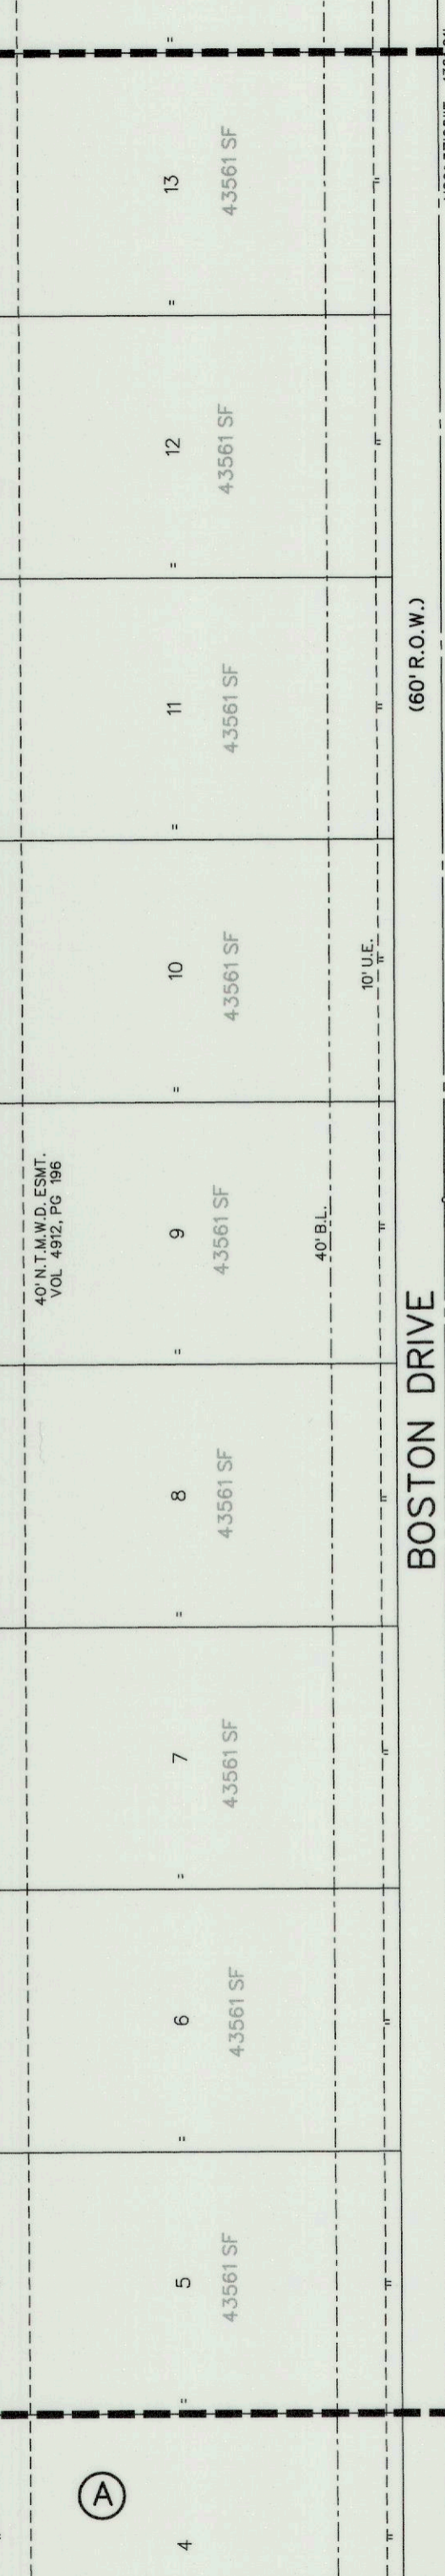 13
43561 SF
12
43561 SF
11
43561 SF
(60' R.O.W.)
10
43561 SF
10' U.E.
40' N.T.M.W.D. ESMT.
VOL 4912, PG 196
9
43561 SF
40' B.L.
BOSTON DRIVE
8
43561 SF
7
43561 SF
6
43561 SF
5
43561 SF
A
4